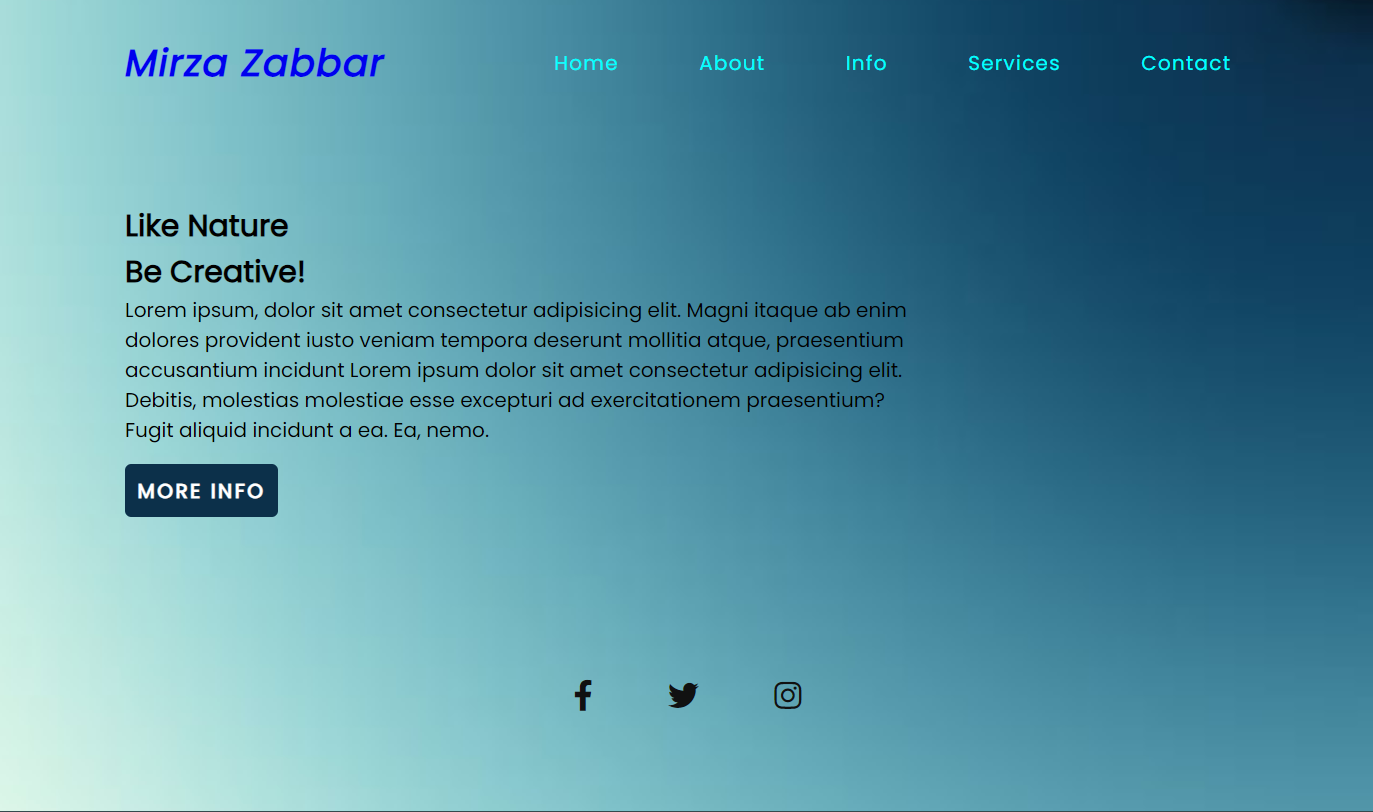 Mirza Zabbar
Home About Info Services Contact
Like Nature
Be Creative!
Lorem ipsum, dolor sit amet consectetur adipisicing elit. Magni itaque ab enim
dolores provident iusto veniam tempora deserunt mollitia atque, praesentium
accusantium incidunt Lorem ipsum dolor sit amet consectetur adipisicing elit.
Debitis, molestias molestiae esse excepturi ad exercitationem praesentium?
Fugit aliquid incidunt a ea. Ea, nemo.
MORE INFO